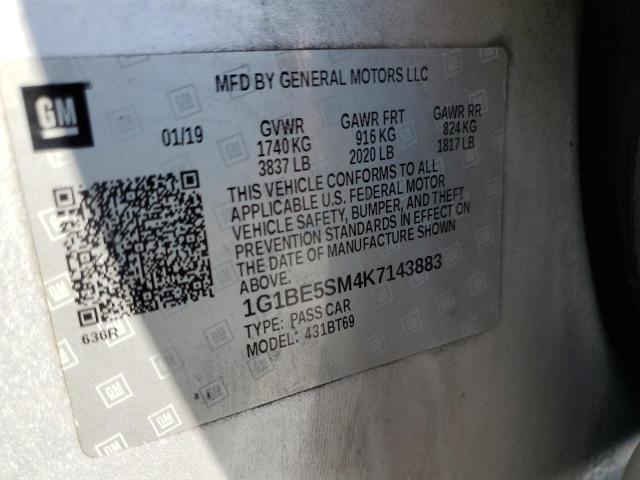 GM
MFD BY GENERAL MOTORS LLC
01/19
GVWR
1740 KG
3837 LB
GAWR FRT
916 KG
2020 LB
GAWR RR
824 KG
1817 LB
THIS VEHICLE CONFORMS TO ALL
APPLICABLE U.S. FEDERAL MOTOR
VEHICLE SAFETY, BUMPER, AND THEFT
PREVENTION STANDARDS IN EFFECT ON
THE DATE OF MANUFACTURE SHOWN
ABOVE.
1G1BE5SM4K7143883
TYPE: PASS CAR
MODEL: 431BT69
636R